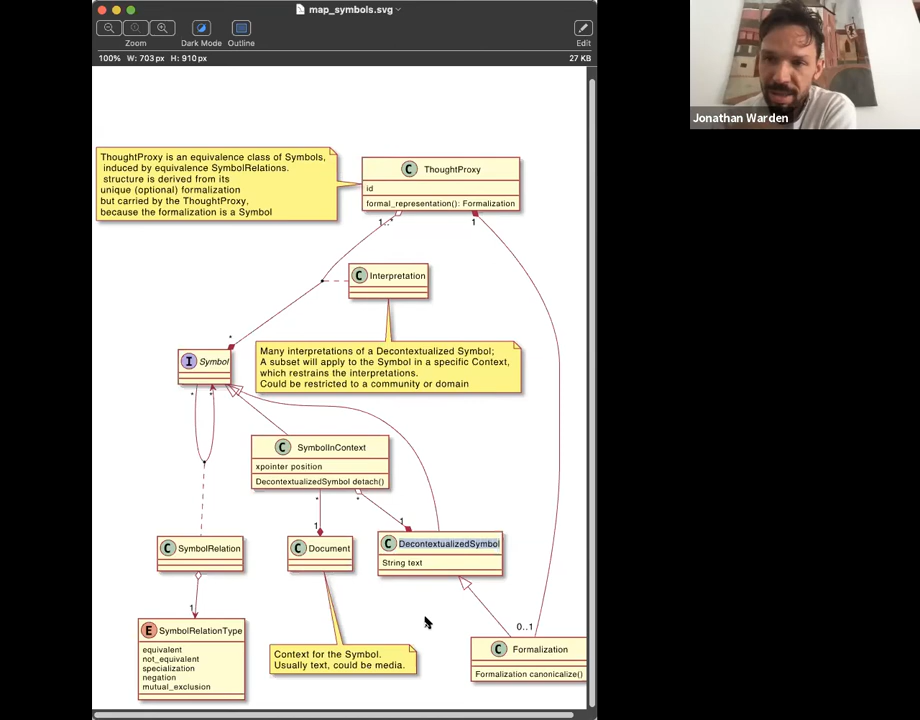 map_symbols.svg
Zoom
Dark Mode
Outline
Edit
100% W: 703 px H: 910 px
27 KB
ThoughtProxy is an equivalence class of Symbols,
induced by equivalence SymbolRelations.
structure is derived from its
unique (optional) formalization
but carried by the ThoughtProxy,
because the formalization is a Symbol
C ThoughtProxy
id
formal_representation(): Formalization
1..*
1
C Interpretation
*
Many interpretations of a Decontextualized Symbol;
A subset will apply to the Symbol in a specific Context,
which restrains the interpretations.
Could be restricted to a community or domain
I Symbol
* *
C SymbolInContext
xpointer position
DecontextualizedSymbol detach()
* *
1 1
C SymbolRelation
C Document
C DecontextualizedSymbol
String text
1
0..1
E SymbolRelationType
equivalent
not_equivalent
specialization
negation
mutual_exclusion
Context for the Symbol.
Usually text, could be media.
C Formalization
Formalization canonicalize()
Jonathan Warden